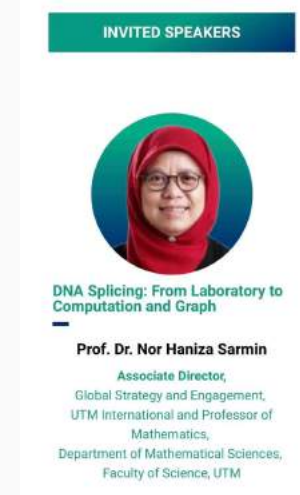 INVITED SPEAKERS
DNA Splicing: From Laboratory to
Computation and Graph
Prof. Dr. Nor Haniza Sarmin
Associate Director,
Global Strategy and Engagement,
UTM International and Professor of
Mathematics,
Department of Mathematical Sciences,
Faculty of Science, UTM